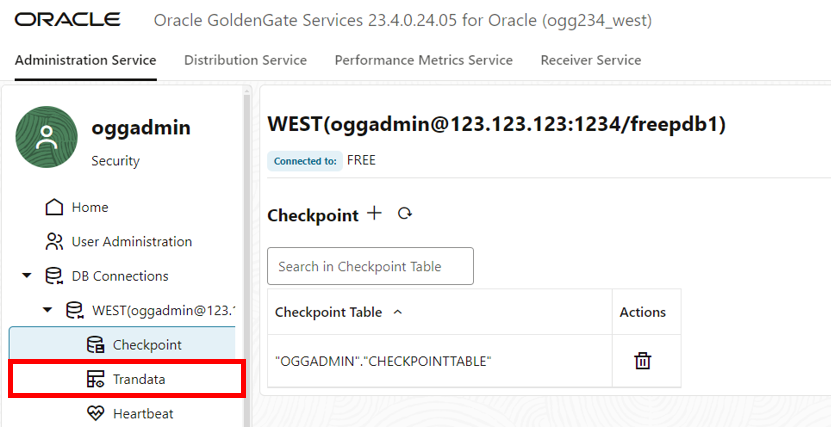 ORACLE Oracle GoldenGate Services 23.4.0.24.05 for Oracle (ogg234_west)
Administration Service Distribution Service Performance Metrics Service Receiver Service
oggadmin
Security
Home
User Administration
DB Connections
WEST(oggadmin@123.1
Checkpoint
Trandata
Heartbeat
WEST(oggadmin@123.123.123:1234/freepdb1)
Connected to: FREE
Checkpoint
Search in Checkpoint Table
Checkpoint Table Actions
"OGGADMIN"."CHECKPOINTTABLE"